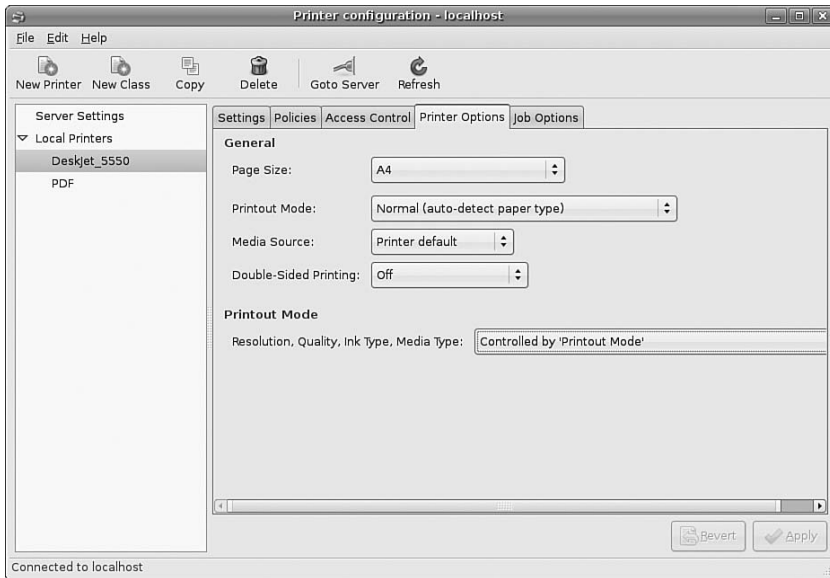 Printer configuration - localhost
File Edit Help
New Printer New Class Copy Delete Goto Server Refresh
Server Settings
Local Printers
DeskJet_5550
PDF
Settings Policies Access Control Printer Options Job Options
General
Page Size: A4
Printout Mode: Normal (auto-detect paper type)
Media Source: Printer default
Double-Sided Printing: Off
Printout Mode
Resolution, Quality, Ink Type, Media Type: Controlled by 'Printout Mode'
Revert Apply
Connected to localhost